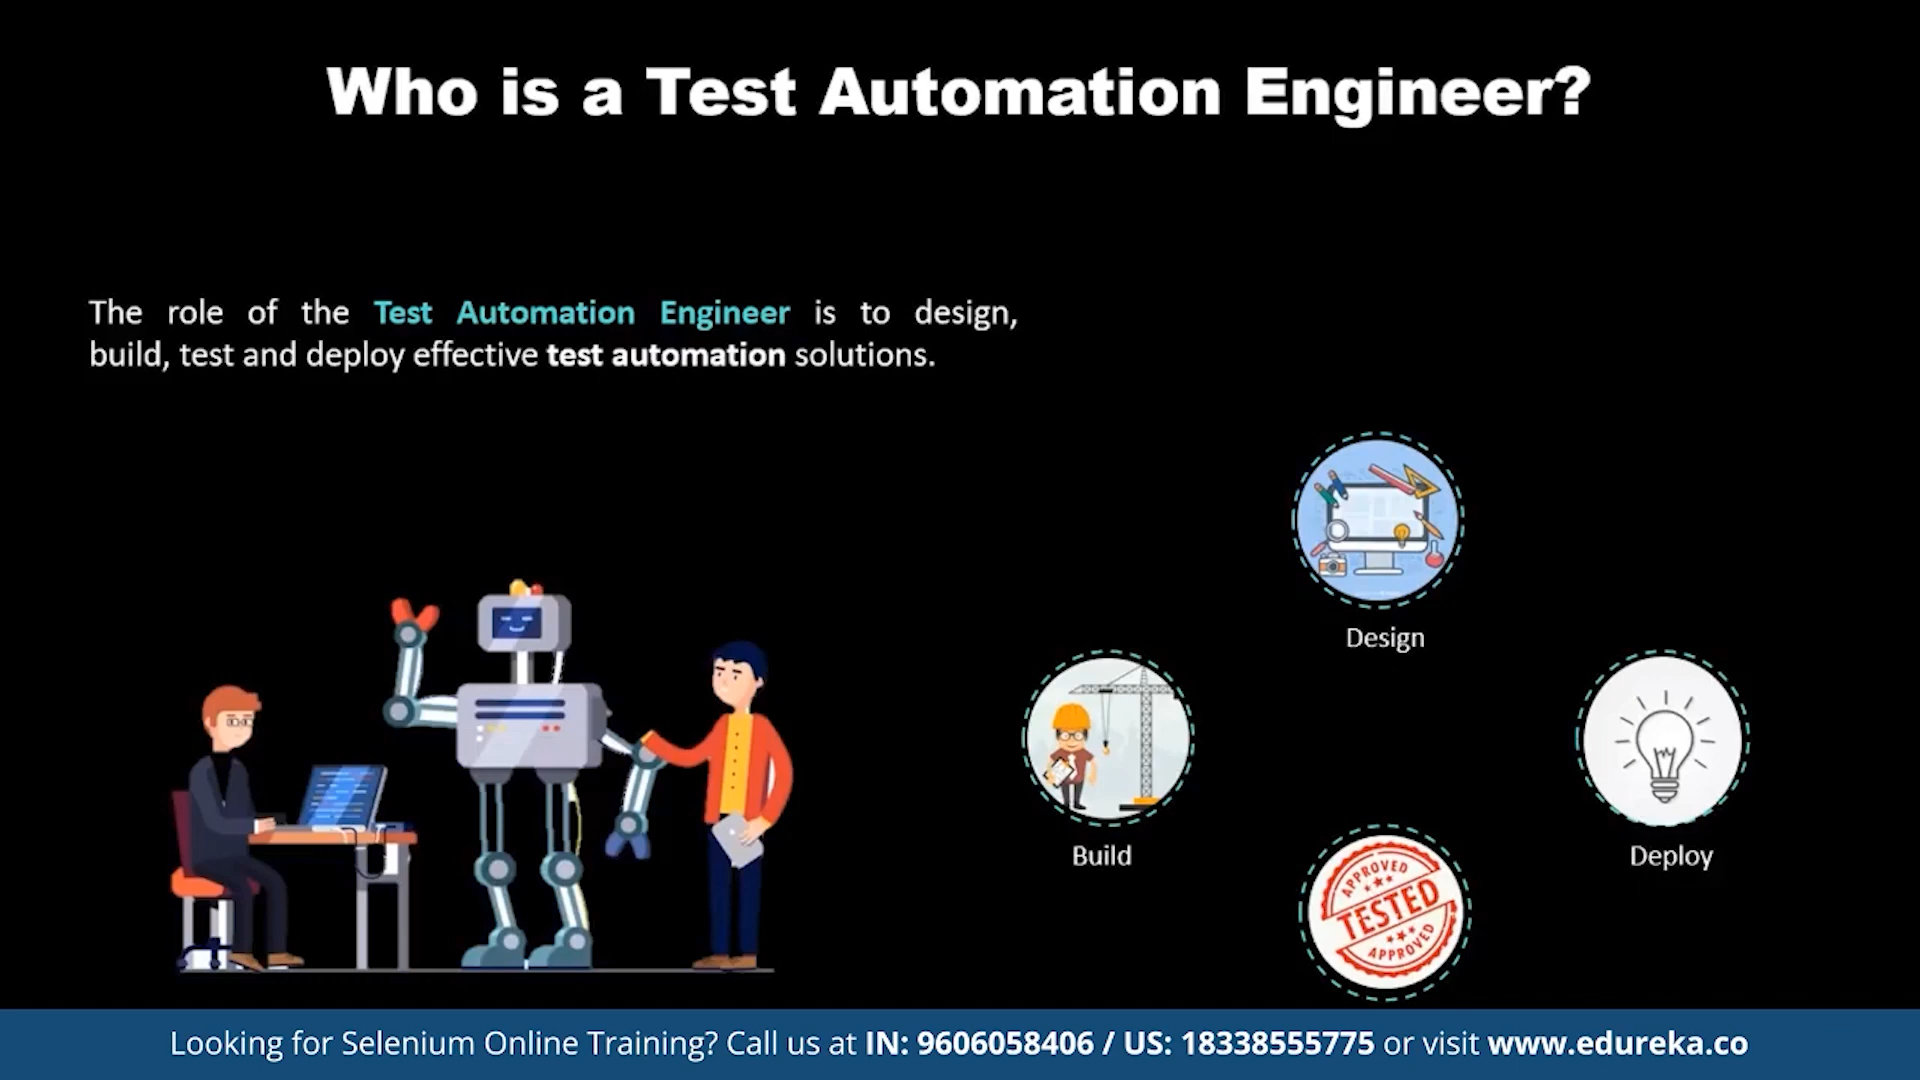 Who is a Test Automation Engineer?
The role of the Test Automation Engineer is to design,
build, test and deploy effective test automation solutions.
Design
Build
Deploy
APPROVED
TESTED
APPROVED
Looking for Selenium Online Training? Call us at IN: 9606058406 / US: 18338555775 or visit www.edureka.co